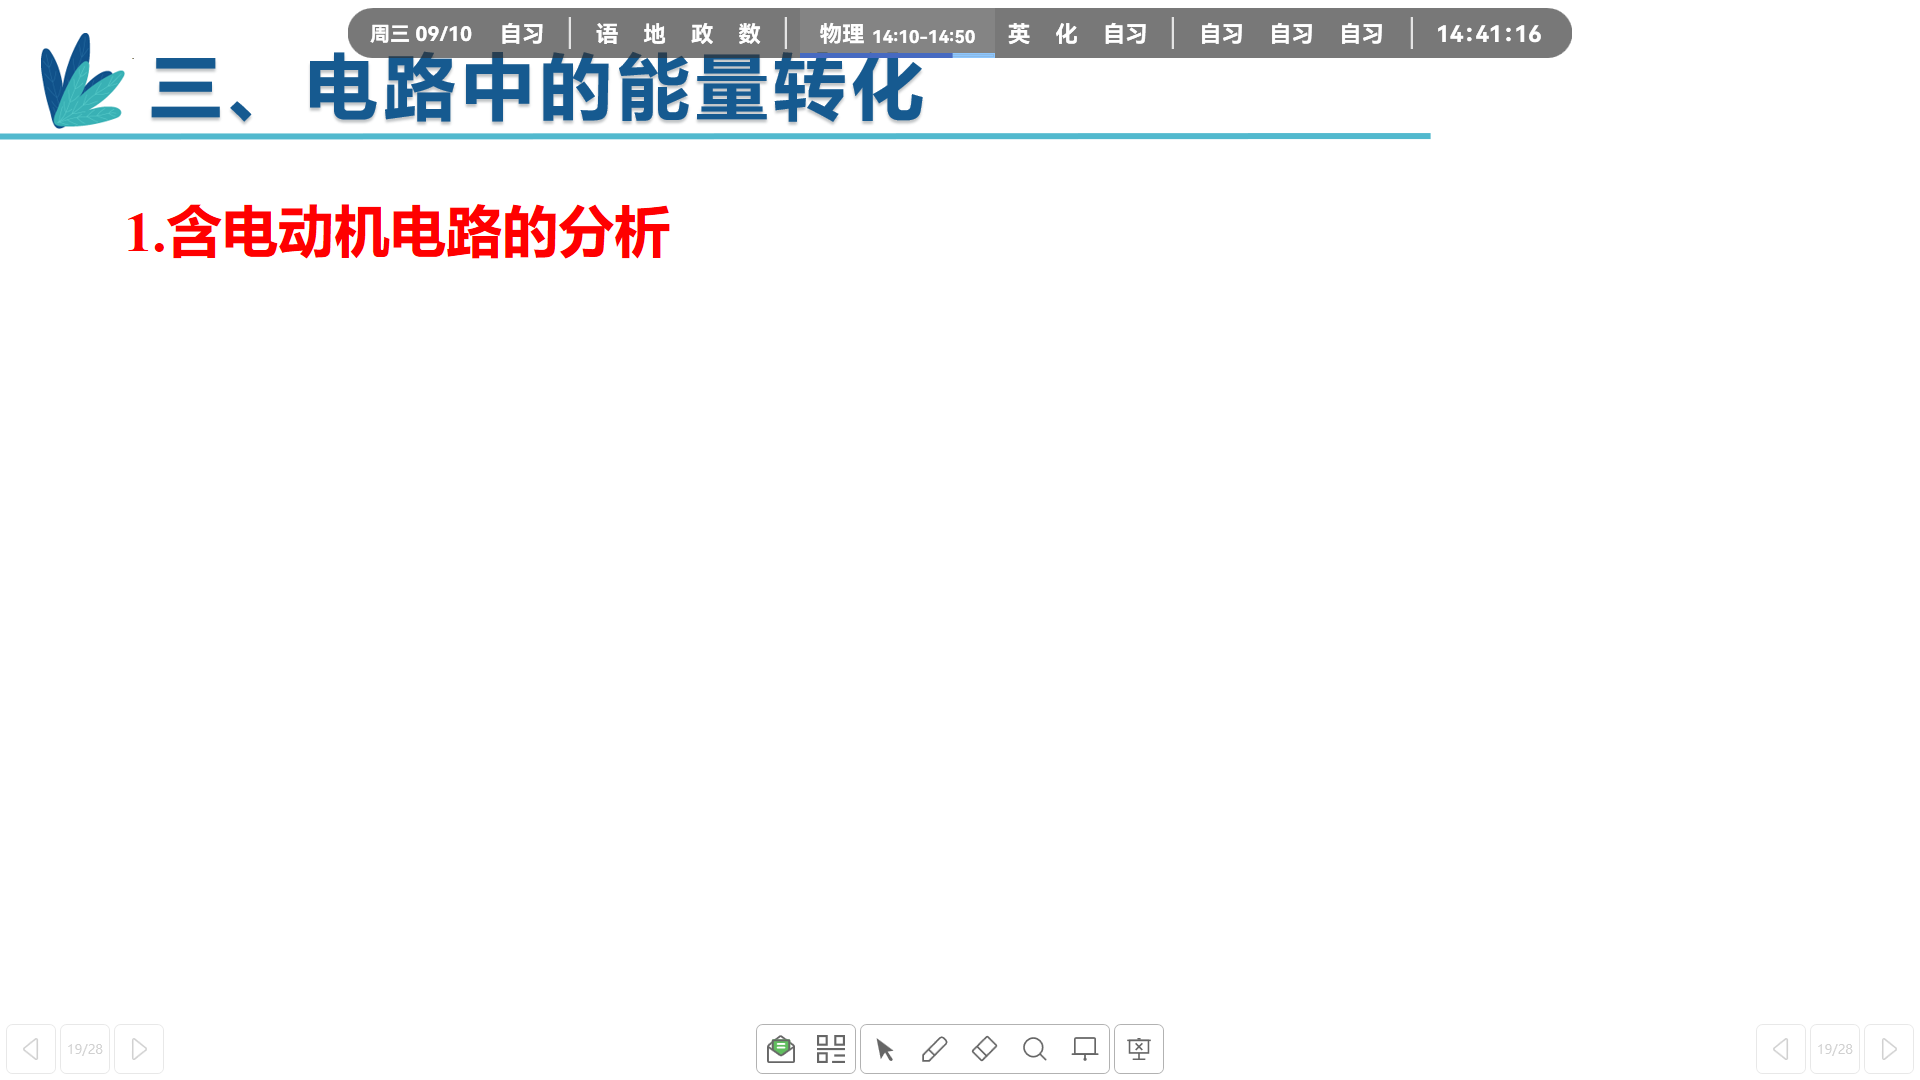 周三 09/10 自习 语 地 政 数 物理 14:10-14:50 英 化 自习 自习 自习 自习 14:41:16
三、电路中的能量转化
1.含电动机电路的分析
19/28
19/28